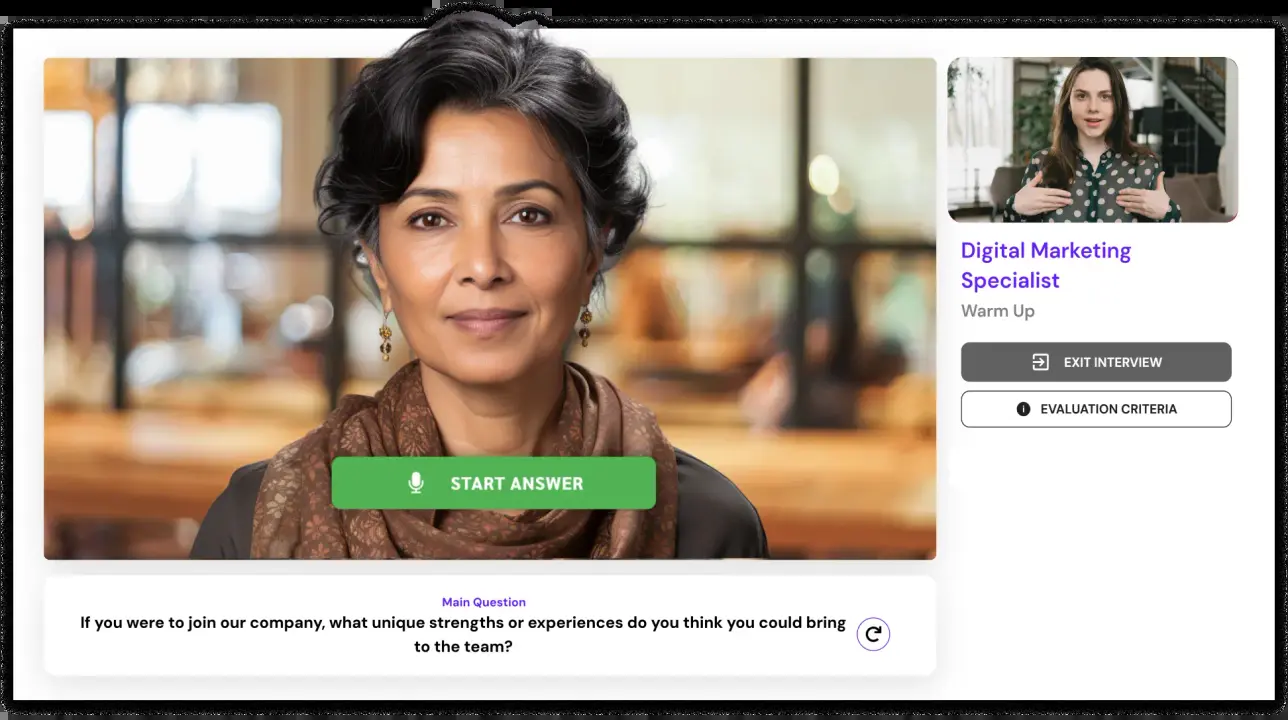 START ANSWER
Main Question
If you were to join our company, what unique strengths or experiences do you think you could bring
to the team?
Digital Marketing
Specialist
Warm Up
EXIT INTERVIEW
EVALUATION CRITERIA